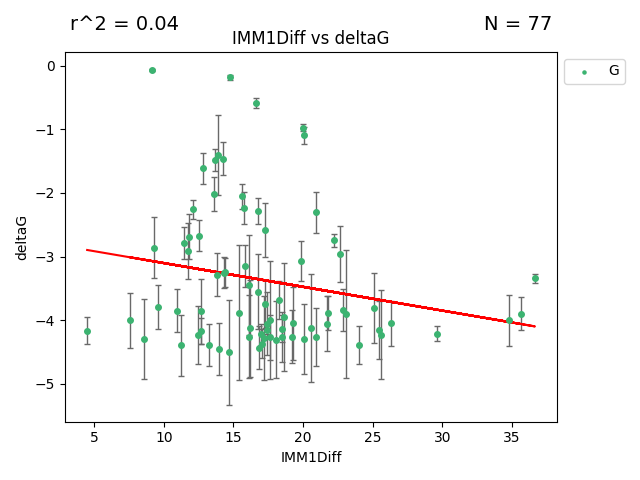 r^2 = 0.04
N = 77
IMM1Diff vs deltaG
G
0
−1
−2
−3
−4
−5
deltaG
5
10
15
20
25
30
35
IMM1Diff